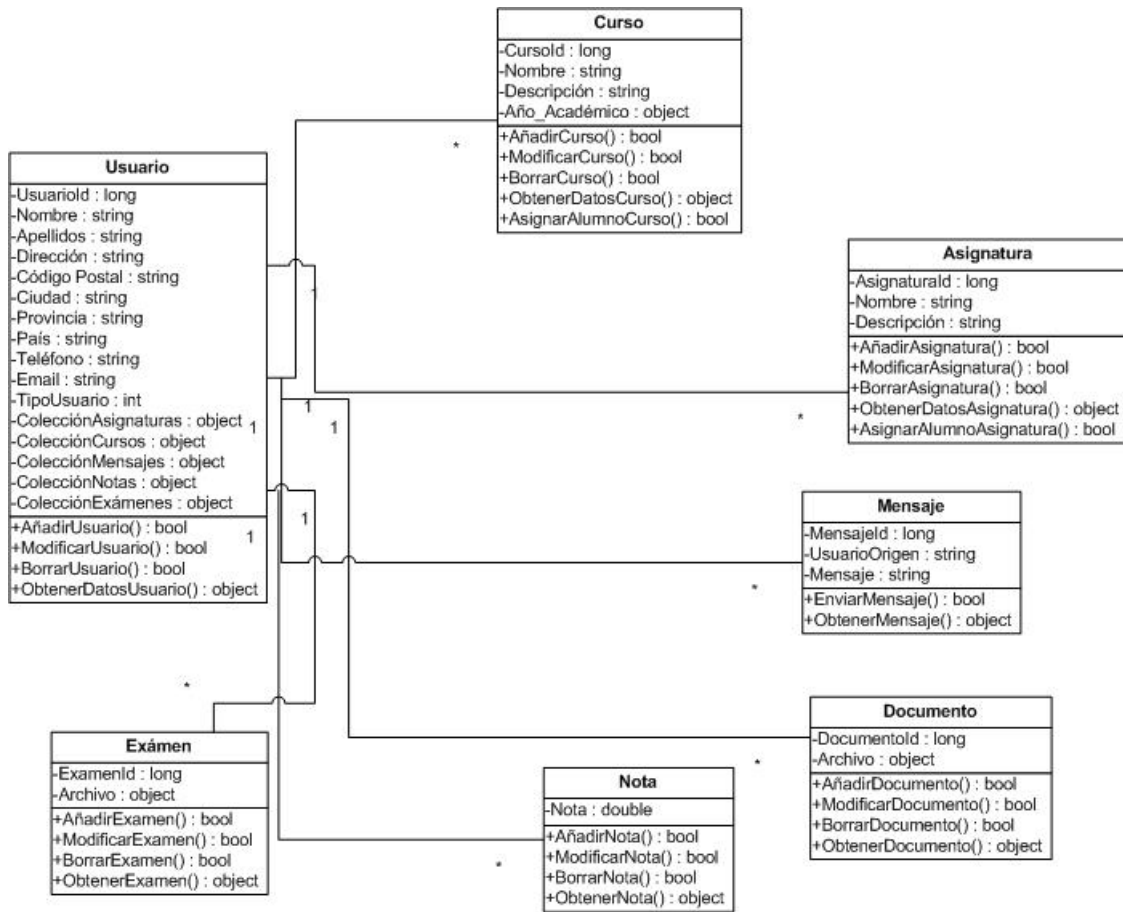 Curso
-CursoId : long
-Nombre : string
-Descripción : string
-Año_Académico : object
+AñadirCurso() : bool
+ModificarCurso() : bool
+BorrarCurso() : bool
+ObtenerDatosCurso() : object
+AsignarAlumnoCurso() : bool
*
Usuario
-UsuarioId : long
-Nombre : string
-Apellidos : string
-Dirección : string
-Código Postal : string
-Ciudad : string
-Provincia : string
-País : string
-Teléfono : string
-Email : string
-TipoUsuario : int
-ColecciónAsignaturas : object
-ColecciónCursos : object
-ColecciónMensajes : object
-ColecciónNotas : object
-ColecciónExámenes : object
+AñadirUsuario() : bool
+ModificarUsuario() : bool
+BorrarUsuario() : bool
+ObtenerDatosUsuario() : object
1
1
1
1
1
1
Asignatura
-AsignaturaId : long
-Nombre : string
-Descripción : string
+AñadirAsignatura() : bool
+ModificarAsignatura() : bool
+BorrarAsignatura() : bool
+ObtenerDatosAsignatura() : object
+AsignarAlumnoAsignatura() : bool
*
Mensaje
-MensajeId : long
-UsuarioOrigen : string
-Mensaje : string
+EnviarMensaje() : bool
+ObtenerMensaje() : object
*
*
Exámen
-ExamenId : long
-Archivo : object
+AñadirExamen() : bool
+ModificarExamen() : bool
+BorrarExamen() : bool
+ObtenerExamen() : object
Nota
-Nota : double
+AñadirNota() : bool
+ModificarNota() : bool
+BorrarNota() : bool
+ObtenerNota() : object
*
Documento
-DocumentoId : long
-Archivo : object
+AñadirDocumento() : bool
+ModificarDocumento() : bool
+BorrarDocumento() : bool
+ObtenerDocumento() : object
*